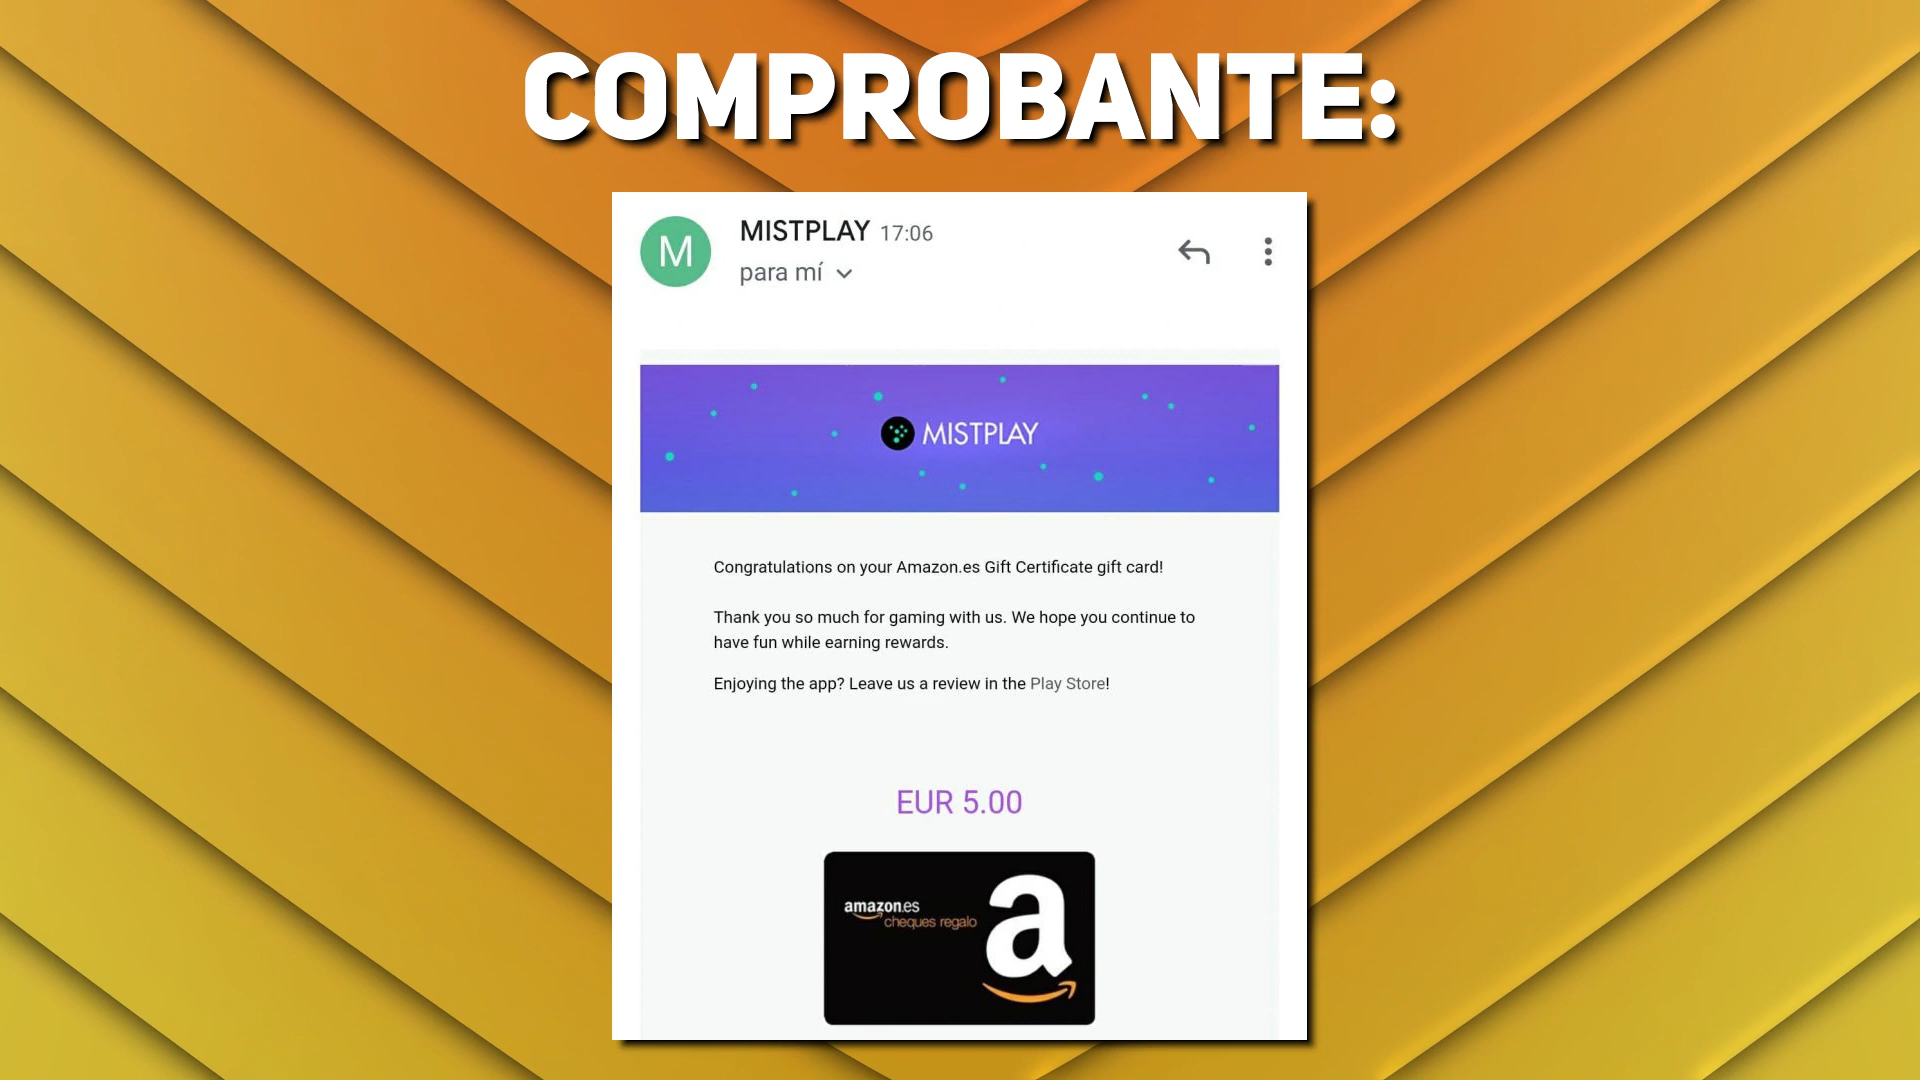 COMPROBANTE:
M
MISTPLAY 17:06
para mí
MISTPLAY
Congratulations on your Amazon.es Gift Certificate gift card!
Thank you so much for gaming with us. We hope you continue to
have fun while earning rewards.
Enjoying the app? Leave us a review in the Play Store!
EUR 5.00
amazon.es
cheques regalo
a